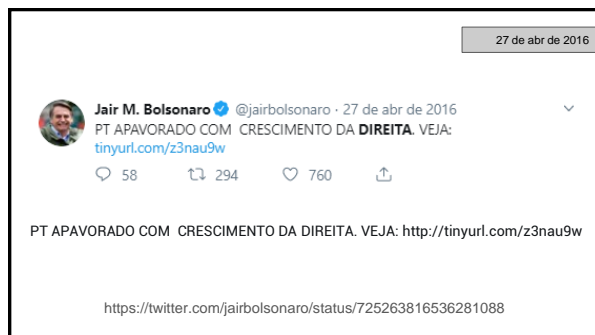 27 de abr de 2016
Jair M. Bolsonaro @jairbolsonaro · 27 de abr de 2016
PT APAVORADO COM CRESCIMENTO DA DIREITA. VEJA:
tinyurl.com/z3nau9w
58 294 760
PT APAVORADO COM CRESCIMENTO DA DIREITA. VEJA: http://tinyurl.com/z3nau9w
https://twitter.com/jairbolsonaro/status/725263816536281088